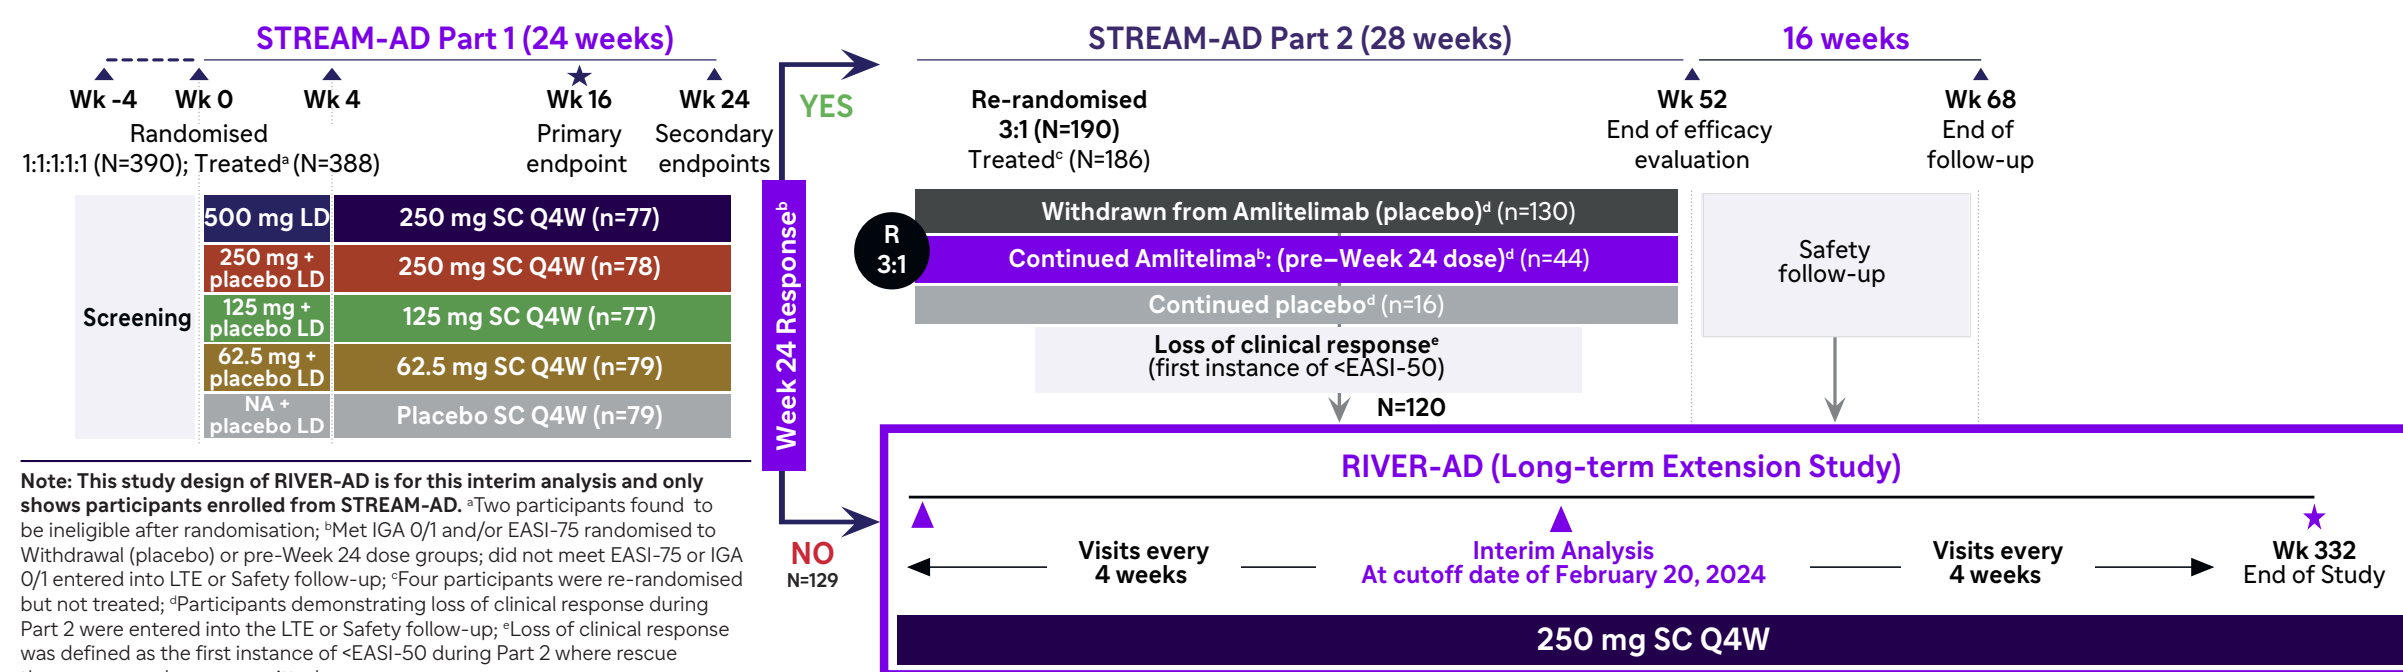 STREAM-AD Part 1 (24 weeks)
Wk -4
Wk 0
Wk 4
Wk 16
Wk 24
Randomised
1:1:1:1:1 (N=390); Treatedᵃ (N=388)
Primary
endpoint
Secondary
endpoints
Screening
500 mg LD
250 mg SC Q4W (n=77)
250 mg +
placebo LD
250 mg SC Q4W (n=78)
125 mg +
placebo LD
125 mg SC Q4W (n=77)
62.5 mg +
placebo LD
62.5 mg SC Q4W (n=79)
NA +
placebo LD
Placebo SC Q4W (n=79)
Week 24 Responseᵇ
YES
NO
N=129
STREAM-AD Part 2 (28 weeks)
Re-randomised
3:1 (N=190)
Treatedᶜ (N=186)
Wk 52
End of efficacy
evaluation
16 weeks
Wk 68
End of
follow-up
R
3:1
Withdrawn from Amlitelimab (placebo)ᵈ (n=130)
Continued Amlitelimaᵇ: (pre–Week 24 dose)ᵈ (n=44)
Continued placeboᵈ (n=16)
Loss of clinical responseᵉ
(first instance of <EASI-50)
N=120
Safety
follow-up
RIVER-AD (Long-term Extension Study)
Visits every
4 weeks
Interim Analysis
At cutoff date of February 20, 2024
Visits every
4 weeks
Wk 332
End of Study
250 mg SC Q4W
Note: This study design of RIVER-AD is for this interim analysis and only
shows participants enrolled from STREAM-AD. ᵃTwo participants found to
be ineligible after randomisation; ᵇMet IGA 0/1 and/or EASI-75 randomised to
Withdrawal (placebo) or pre-Week 24 dose groups; did not meet EASI-75 or IGA
0/1 entered into LTE or Safety follow-up; ᶜFour participants were re-randomised
but not treated; ᵈParticipants demonstrating loss of clinical response during
Part 2 were entered into the LTE or Safety follow-up; ᵉLoss of clinical response
was defined as the first instance of <EASI-50 during Part 2 where rescue